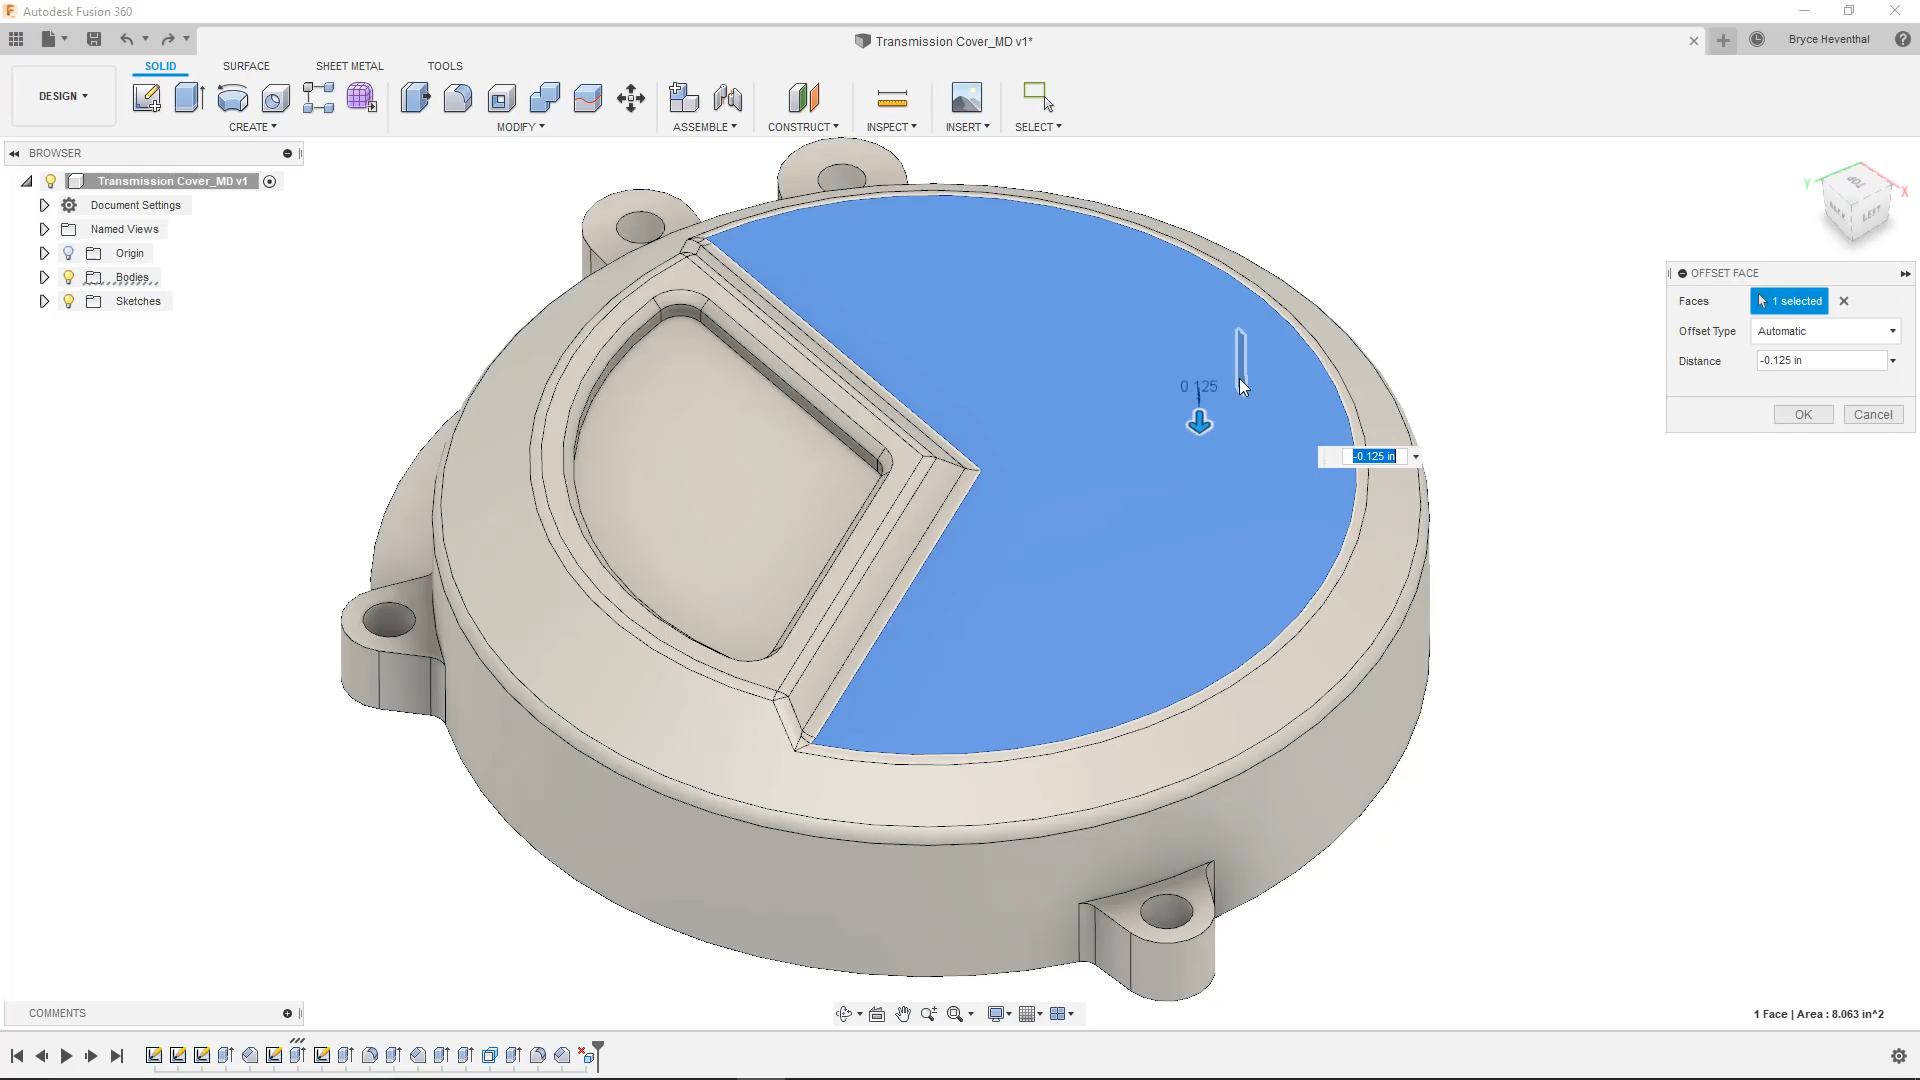 Autodesk Fusion 360
Transmission Cover_MD v1*
Bryce Heventhal
DESIGN
SOLID
SURFACE
SHEET METAL
TOOLS
CREATE
MODIFY
ASSEMBLE
CONSTRUCT
INSPECT
INSERT
SELECT
BROWSER
Transmission Cover_MD v1
Document Settings
Named Views
Origin
Bodies
Sketches
TOP
BACK
LEFT
Y
X
OFFSET FACE
Faces
1 selected
Offset Type
Automatic
Distance
-0.125 in
OK
Cancel
0.125
-0.125 in
COMMENTS
1 Face | Area : 8.063 in^2